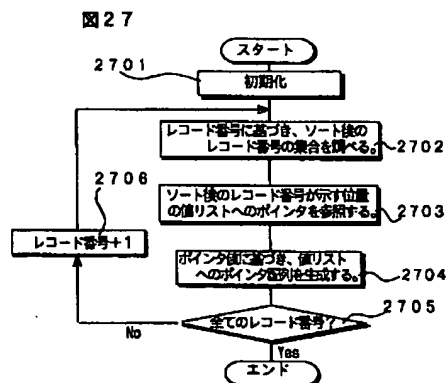 図27
スタート
2701
初期化
レコード番号に基づき、ソート後の
レコード番号の集合を調べる。
2702
ソート後のレコード番号が示す位置
の値リストへのポインタを参照する。
2703
2706
レコード番号+1
ポインタ値に基づき、値リスト
へのポインタ配列を生成する。
2704
2705
全てのレコード番号?
No
Yes
エンド